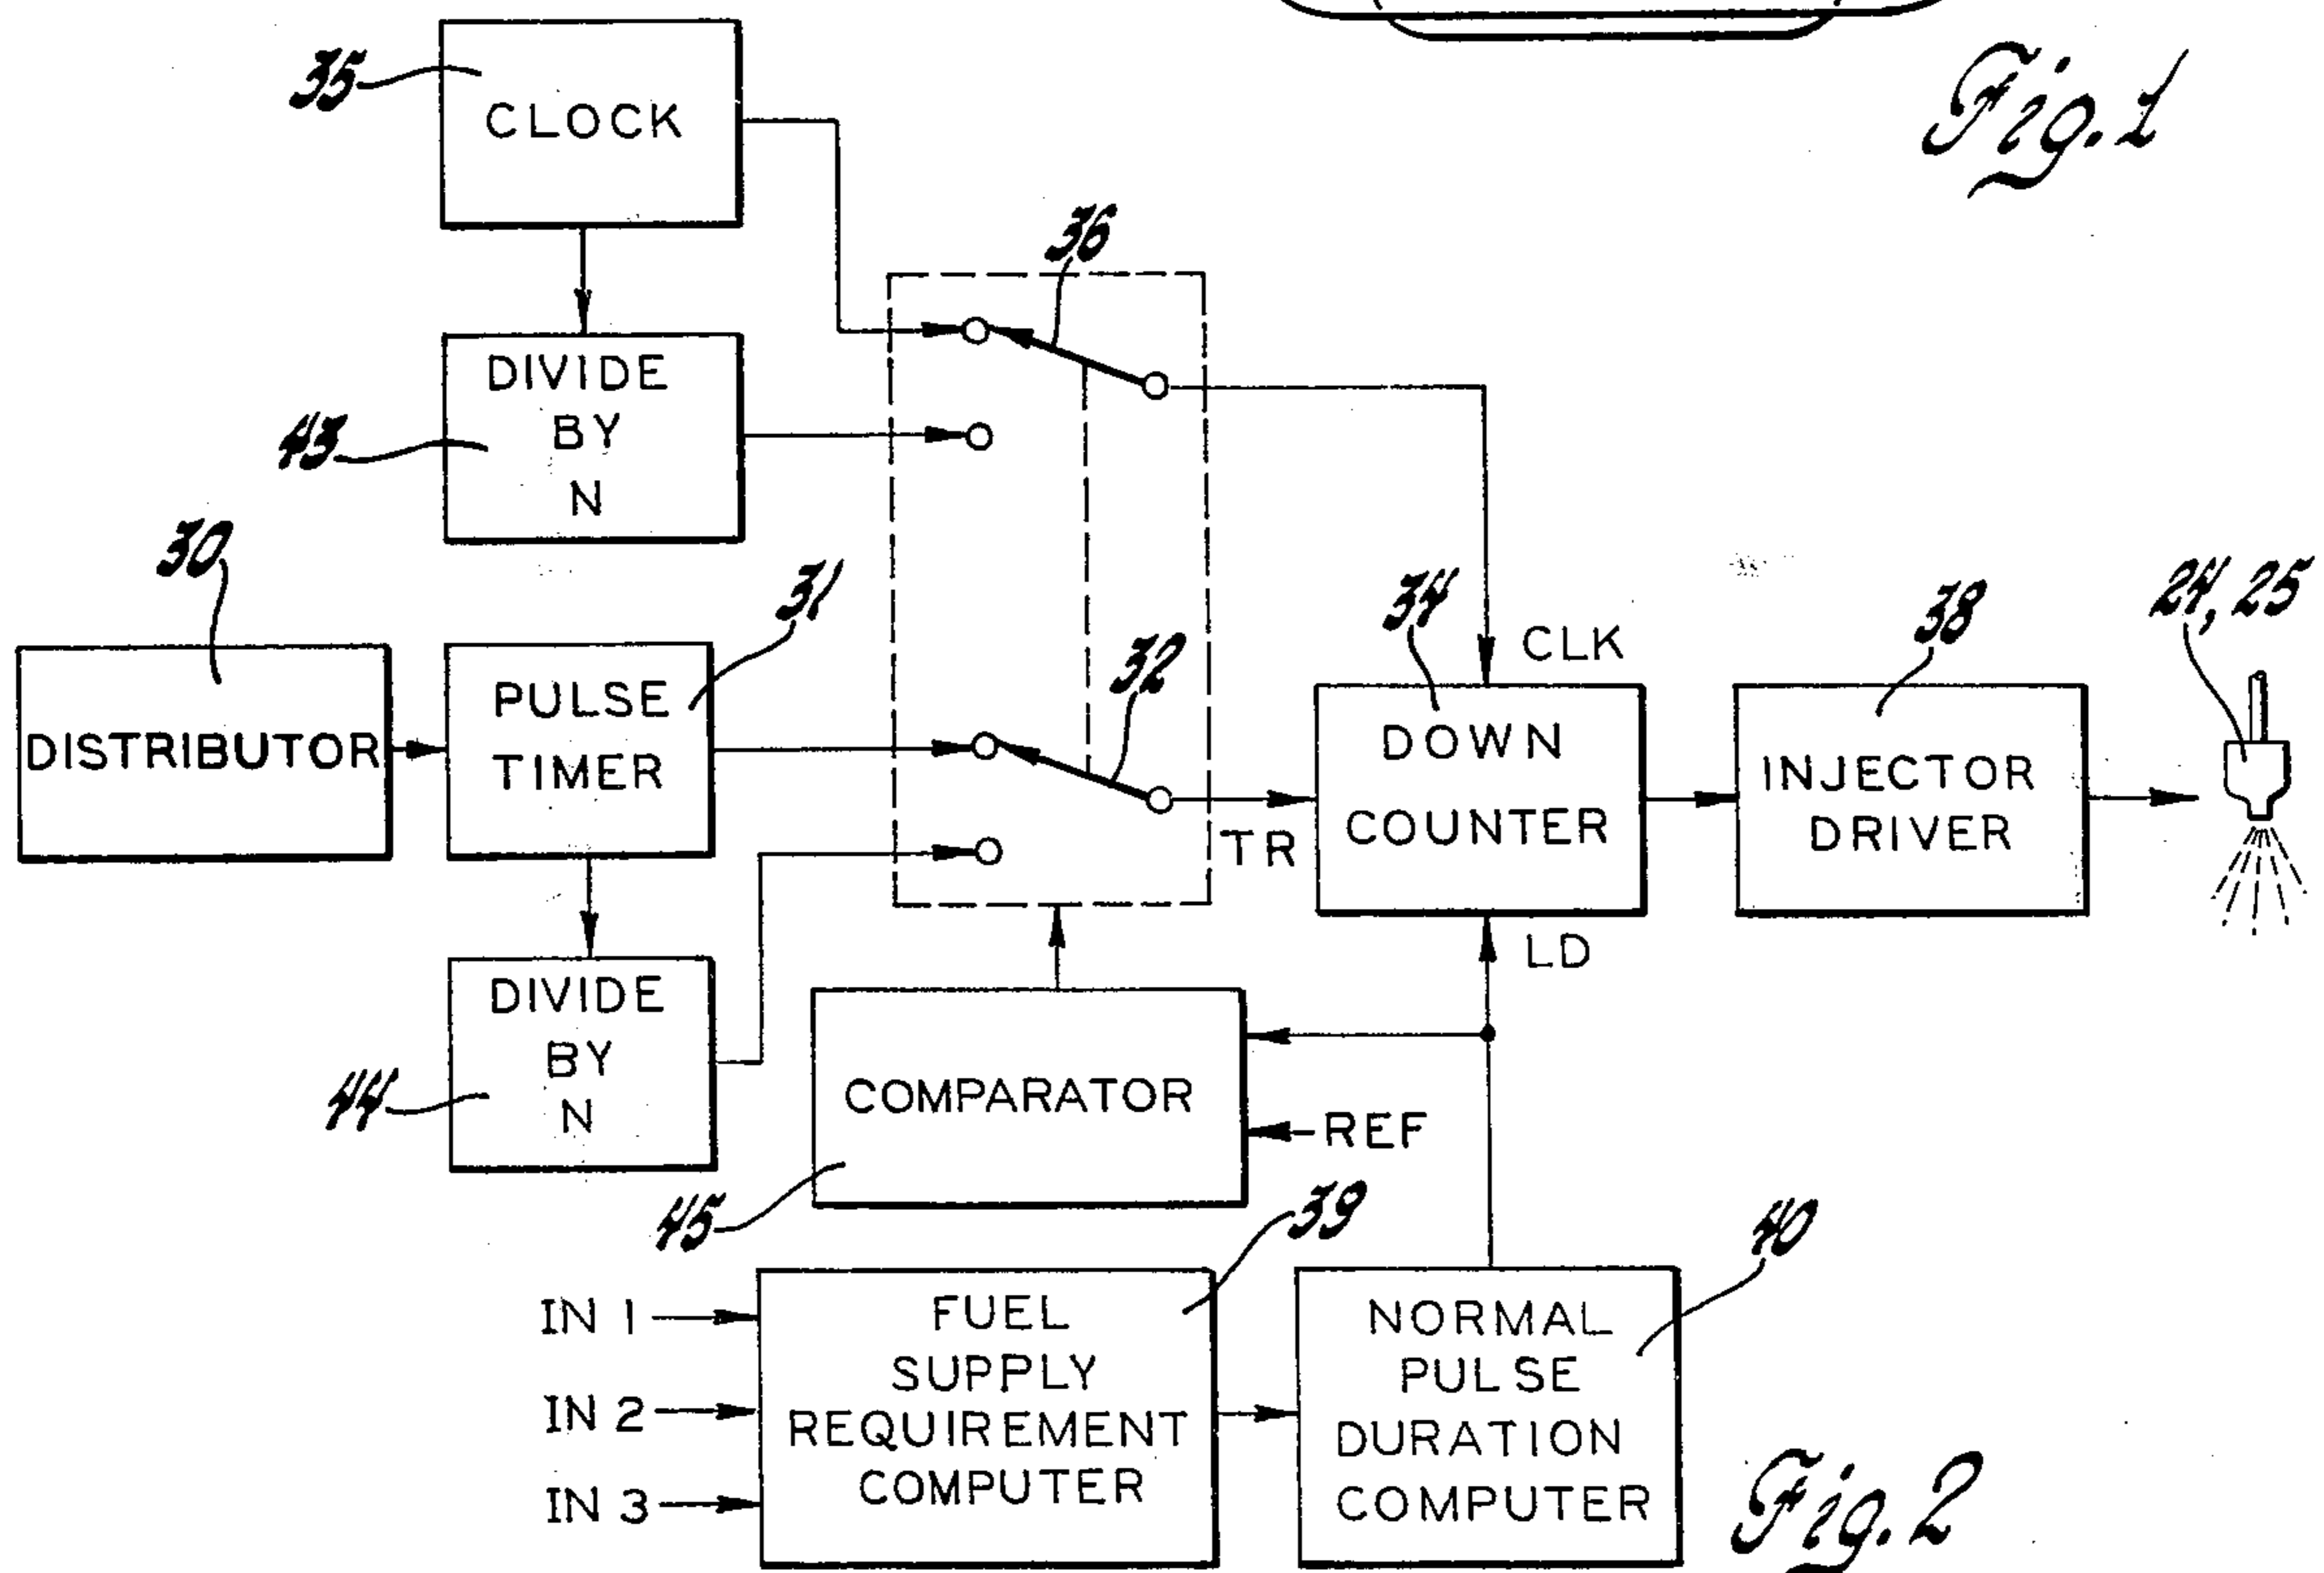 Fig. 1
35
CLOCK
36
43
DIVIDE
BY
N
30
DISTRIBUTOR
31
PULSE
TIMER
32
TR
34
CLK
DOWN
COUNTER
LD
38
INJECTOR
DRIVER
24, 25
44
DIVIDE
BY
N
COMPARATOR
REF
45
39
IN 1
IN 2
IN 3
FUEL
SUPPLY
REQUIREMENT
COMPUTER
40
NORMAL
PULSE
DURATION
COMPUTER
Fig. 2